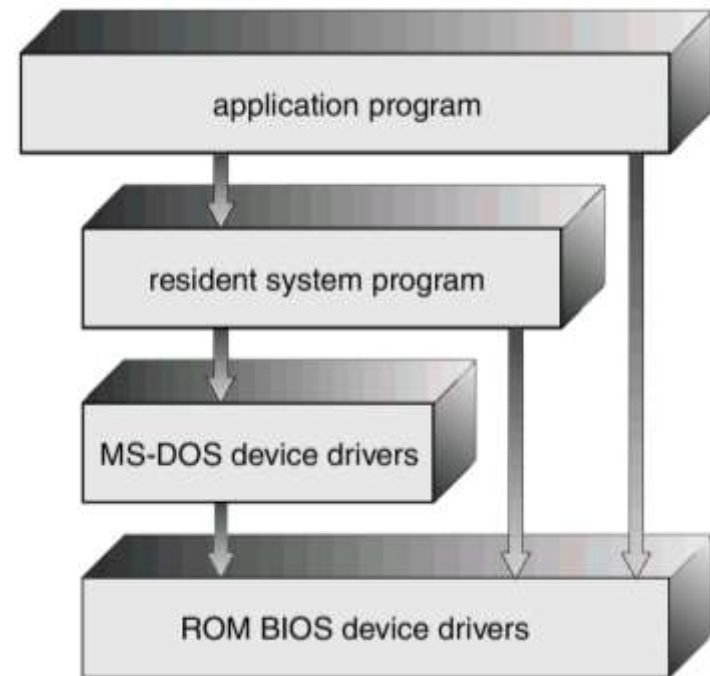 application program
resident system program
MS-DOS device drivers
ROM BIOS device drivers